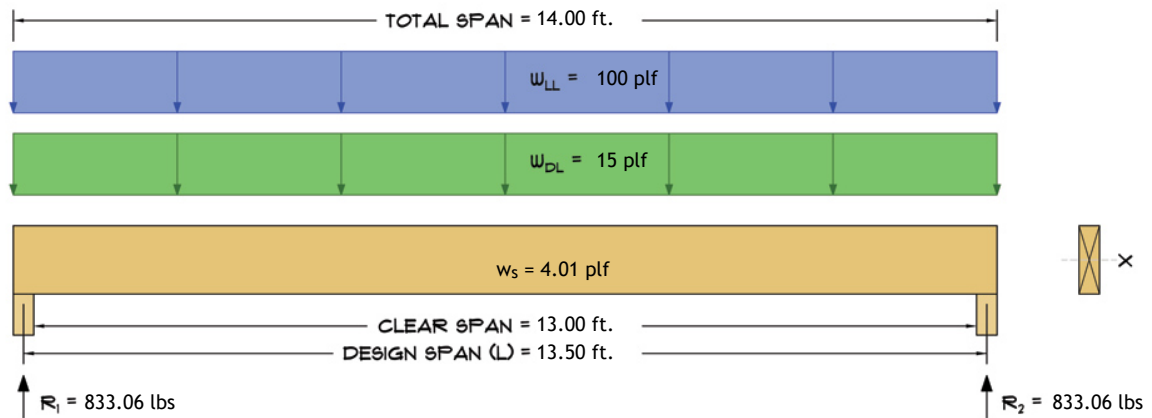 TOTAL SPAN = 14.00 ft.
WLL = 100 plf
WDL = 15 plf
ws = 4.01 plf
X
CLEAR SPAN = 13.00 ft.
DESIGN SPAN (L) = 13.50 ft.
R1 = 833.06 lbs
R2 = 833.06 lbs